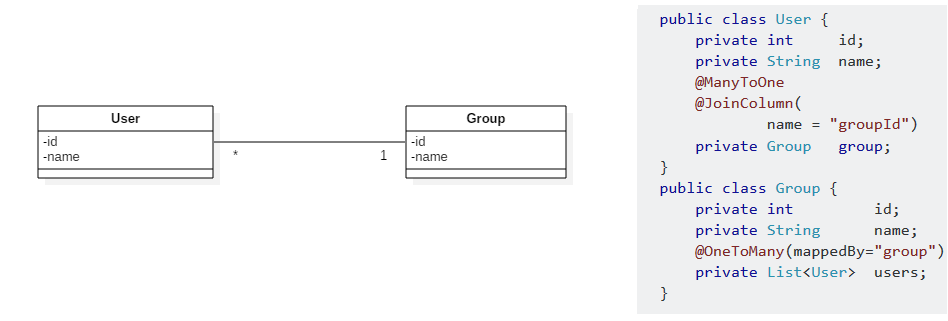 User
-id
-name
*
1
Group
-id
-name
public class User {
    private int     id;
    private String  name;
    @ManyToOne
    @JoinColumn(
            name = "groupId")
    private Group   group;
}
public class Group {
    private int         id;
    private String      name;
    @OneToMany(mappedBy="group")
    private List<User>  users;
}